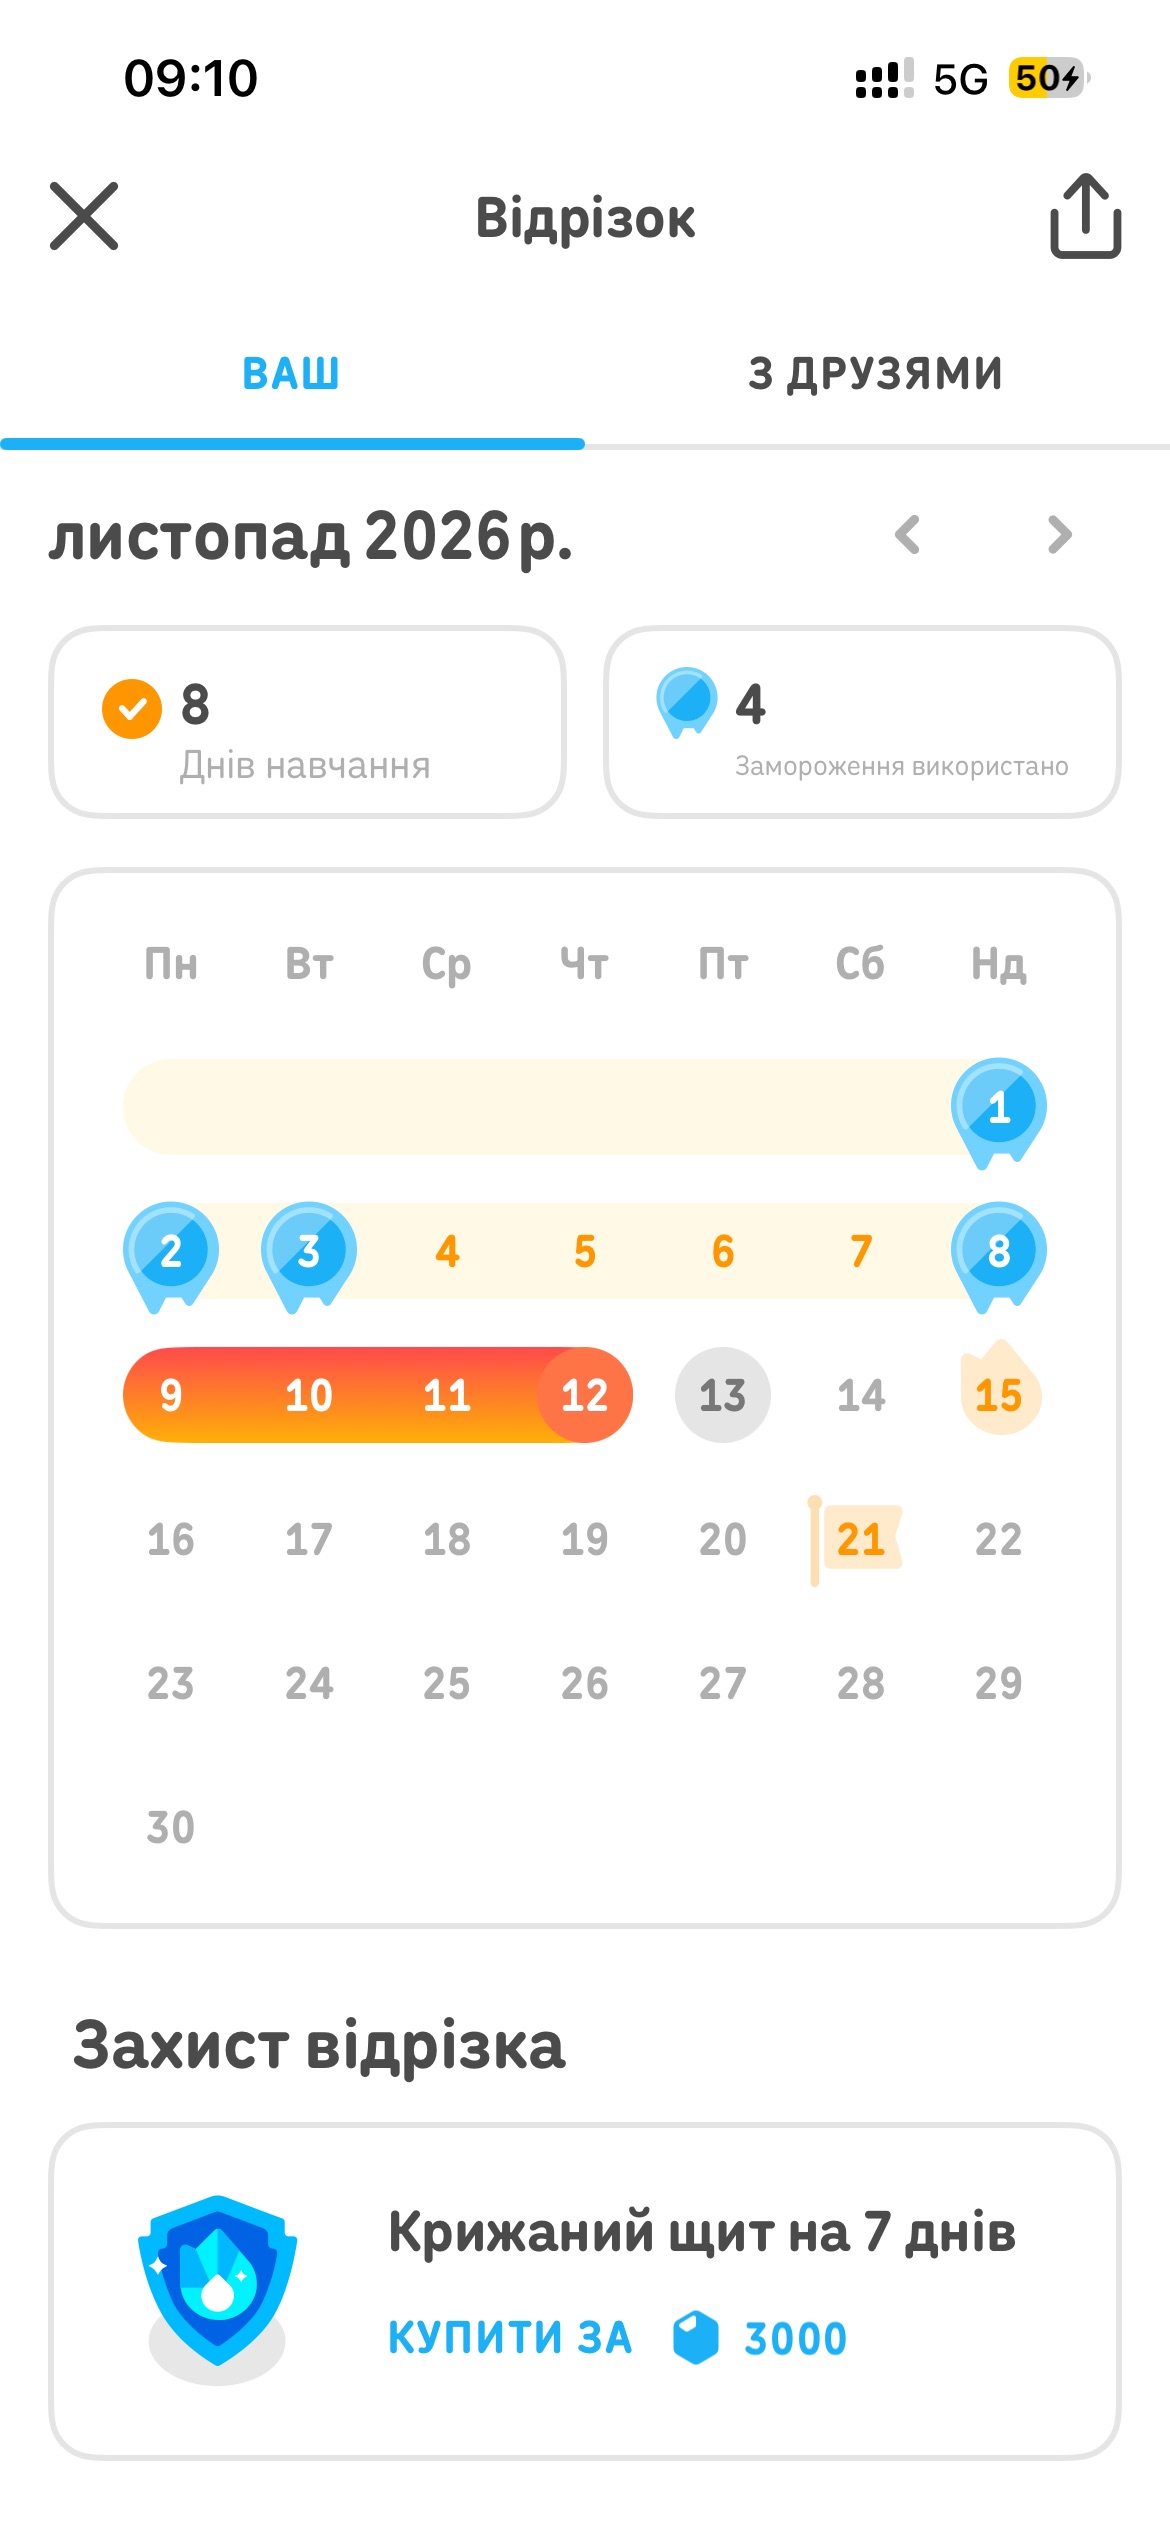 09:10 5G 50
Відрізок
ВАШ З ДРУЗЯМИ
листопад 2026 р.
8 4
Днів навчання Замороження використано
Пн Вт Ср Чт Пт Сб Нд
1
2 3 4 5 6 7 8
9 10 11 12 13 14 15
16 17 18 19 20 21 22
23 24 25 26 27 28 29
30
Захист відрізка
Крижаний щит на 7 днів
КУПИТИ ЗА 3000